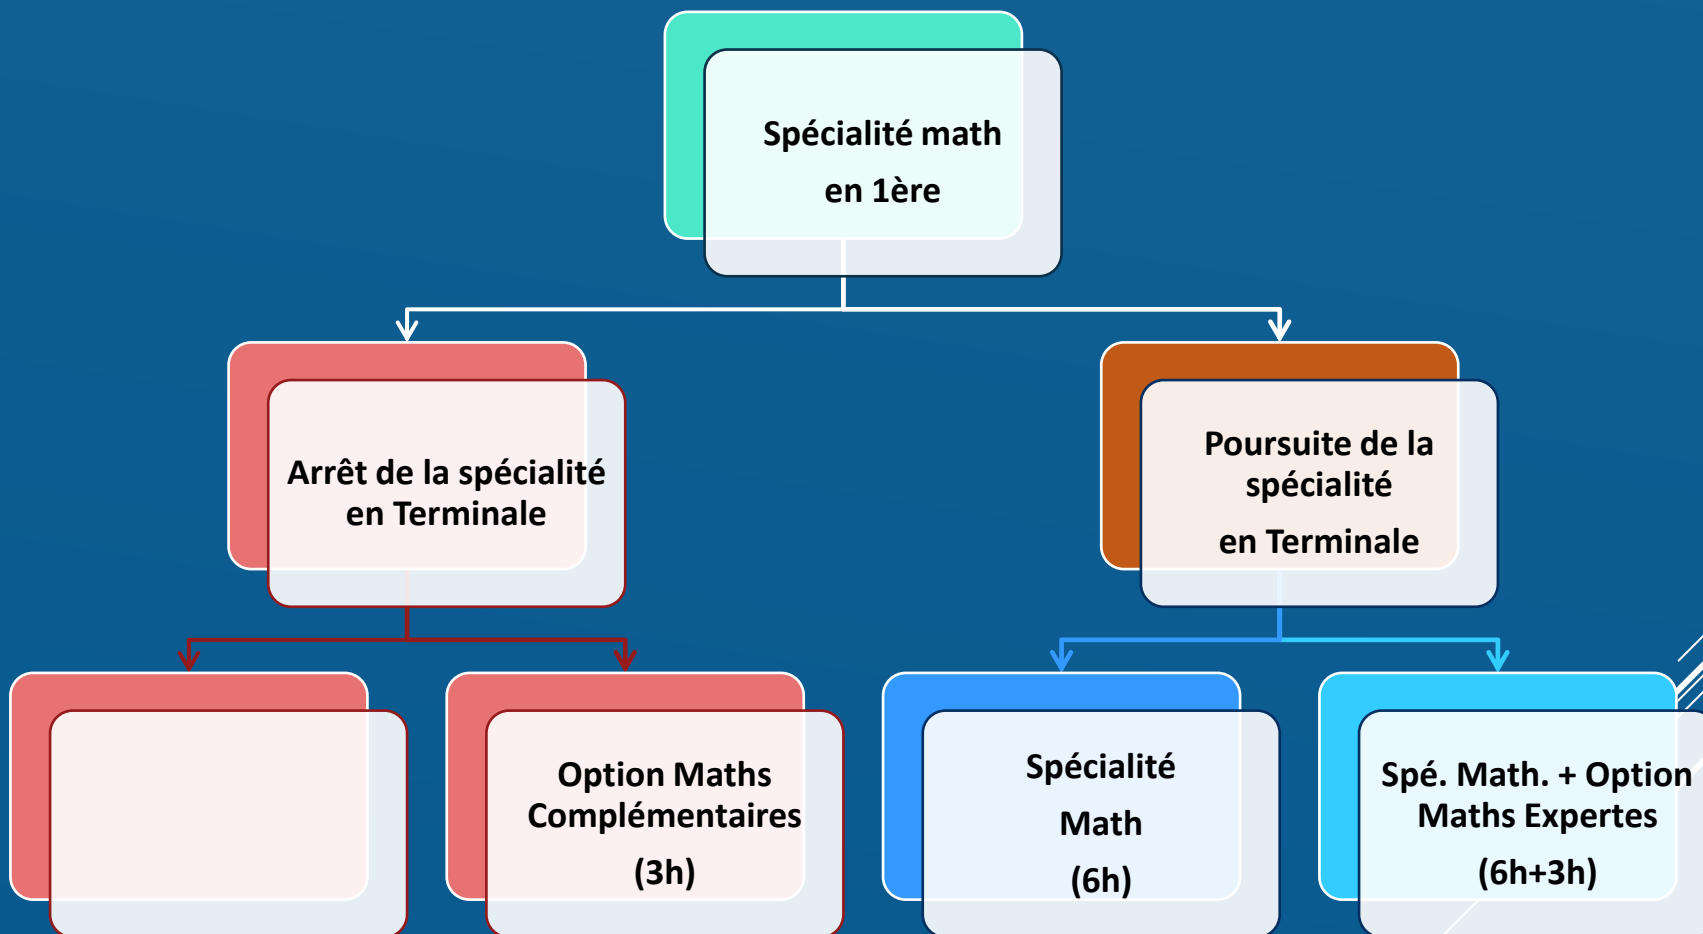 Spécialité math
en 1ère
Arrêt de la spécialité
en Terminale
Poursuite de la
spécialité
en Terminale
Option Maths
Complémentaires
(3h)
Spécialité
Math
(6h)
Spé. Math. + Option
Maths Expertes
(6h+3h)